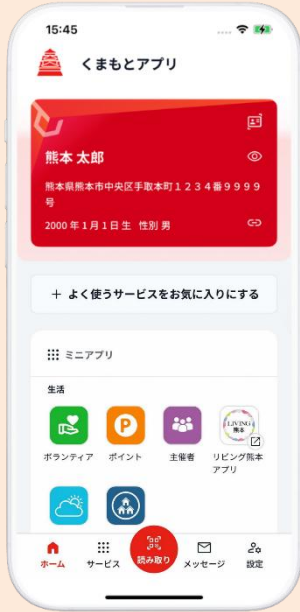 15:45
くまもとアプリ
熊本 太郎
熊本県熊本市中央区手取本町１２３４番９９９９
号
2000 年 1 月 1 日 生 性別 男
+ よく使うサービスをお気に入りにする
ミニアプリ
生活
ボランティア ポイント 主催者 リビング熊本
アプリ
P
LIVING
熊本
ホーム サービス 読み取り メッセージ 設定